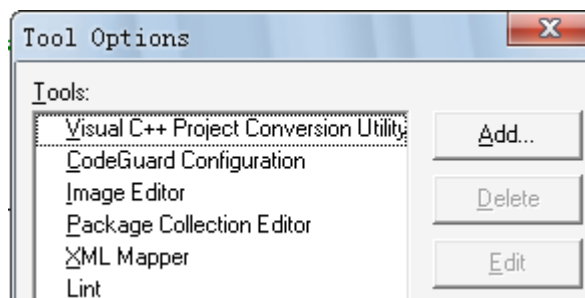 Tool Options
Tools:
Visual C++ Project Conversion Utility
Add...
CodeGuard Configuration
Image Editor
Delete
Package Collection Editor
XML Mapper
Edit
Lint